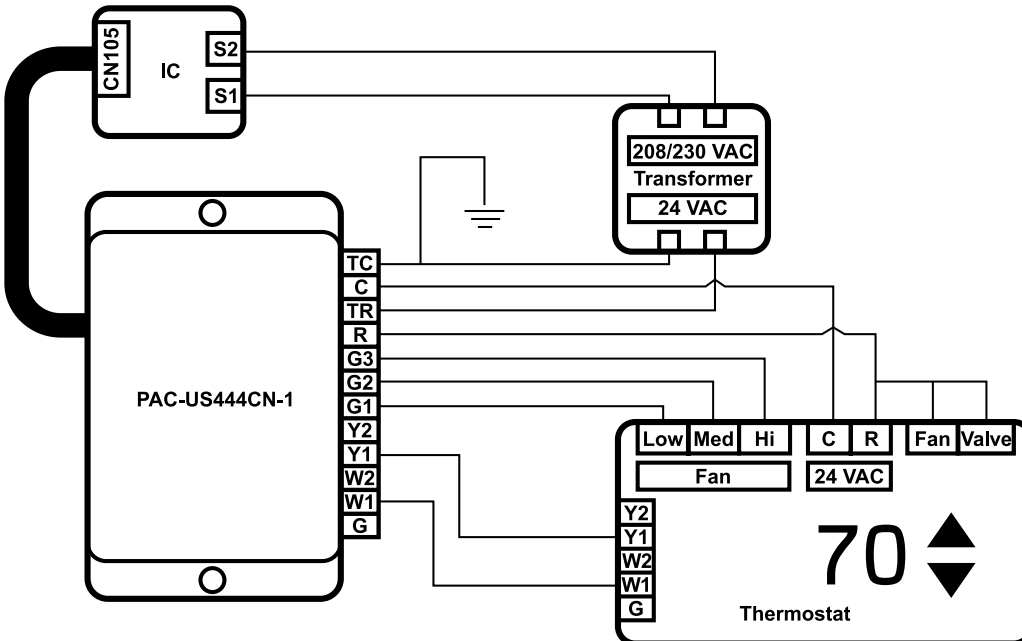 CN105
IC
S2
S1
208/230 VAC
Transformer
24 VAC
PAC-US444CN-1
TC
C
TR
R
G3
G2
G1
Y2
Y1
W2
W1
G
Low Med Hi C R Fan Valve
Fan 24 VAC
Y2
Y1
W2
W1
G
70
Thermostat